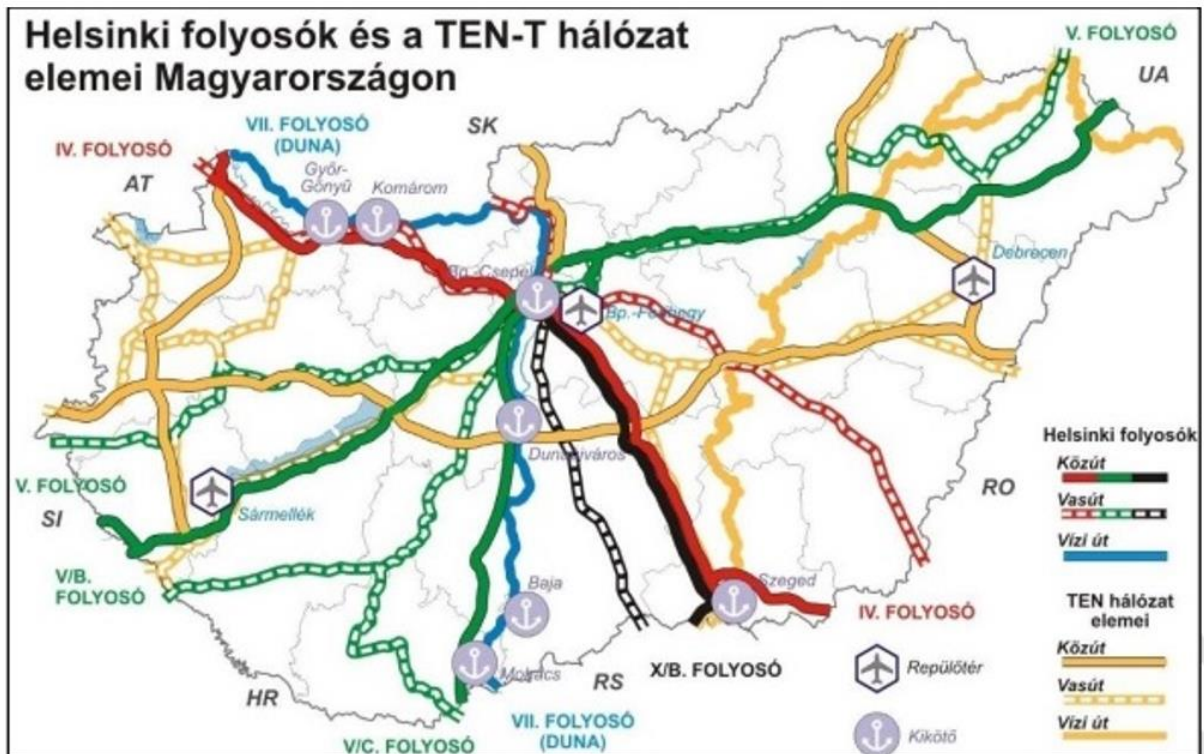 Helsinki folyosók és a TEN-T hálózat
elemei Magyarországon
V. FOLYOSÓ
UA
SK
VII. FOLYOSÓ
(DUNA)
IV. FOLYOSÓ
AT
Győr-
Gönyű
Komárom
Bp.-Csepel
Bp.-Ferihegy
Debrecen
Dunaújváros
Helsinki folyosók
Közút
Vasút
Vízi út
V. FOLYOSÓ
SI
Sármellék
RO
V/B.
FOLYOSÓ
Baja
Szeged
TEN hálózat
elemei
Közút
Vasút
Vízi út
IV. FOLYOSÓ
Mohács
X/B. FOLYOSÓ
Repülőtér
HR
RS
VII. FOLYOSÓ
(DUNA)
V/C. FOLYOSÓ
Kikötő